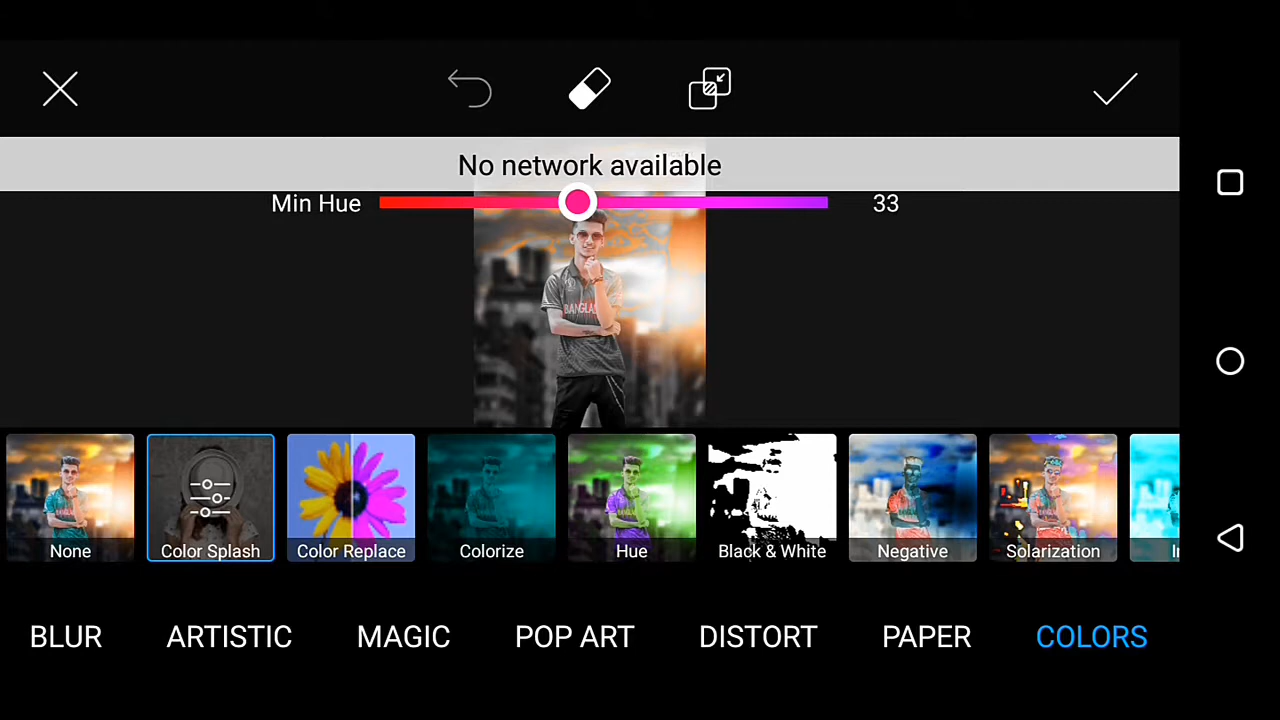 No network available
Min Hue 33
BANGLA
None
Color Splash
Color Replace
Colorize
Hue
Black & White
Negative
Solarization
BLUR
ARTISTIC
MAGIC
POP ART
DISTORT
PAPER
COLORS